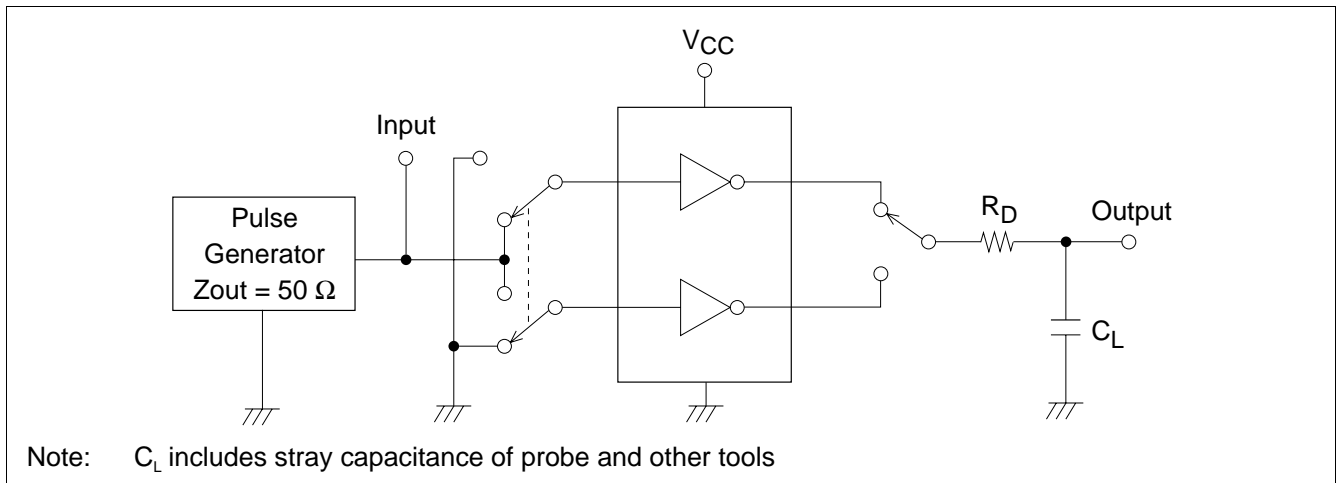 VCC
Input
Pulse
Generator
Zout = 50 Ω
RD
Output
CL
Note: CL includes stray capacitance of probe and other tools